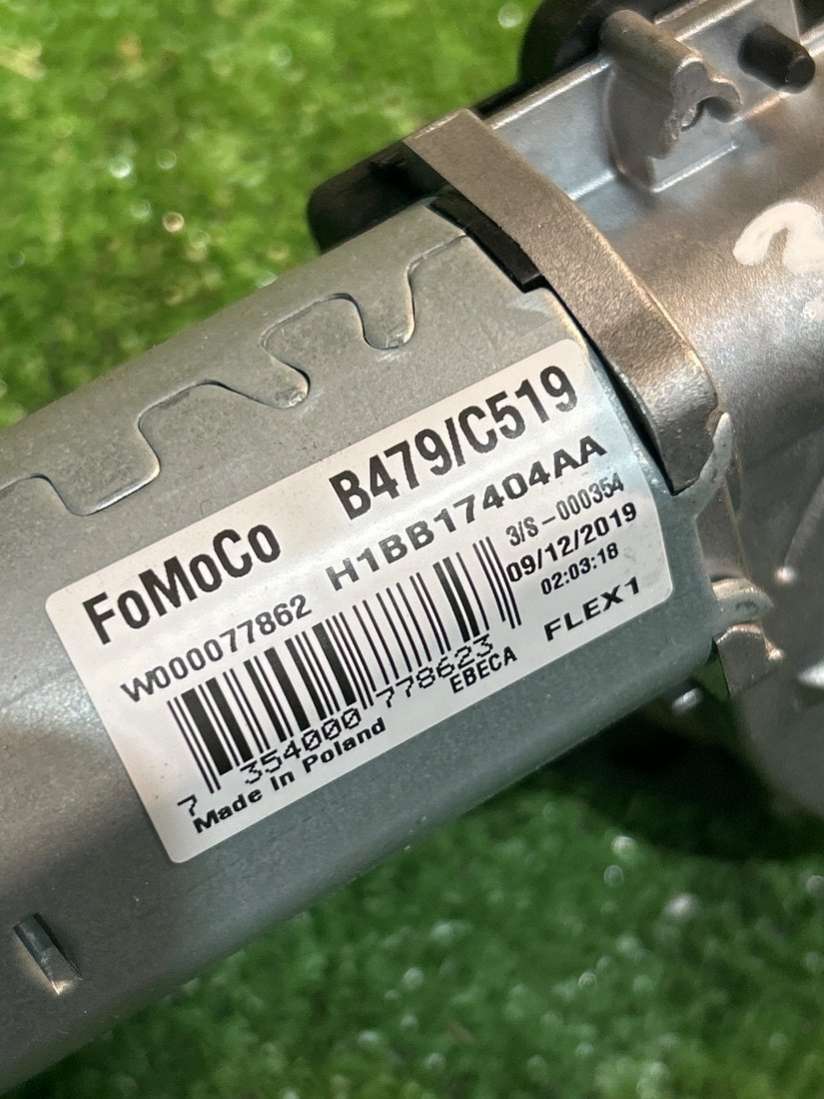 FoMoCo B479/C519
W000077862 H1BB17404AA
3/S-000354
09/12/2019
02:03:18
7 354000 778623
Made In Poland EBECA FLEX1